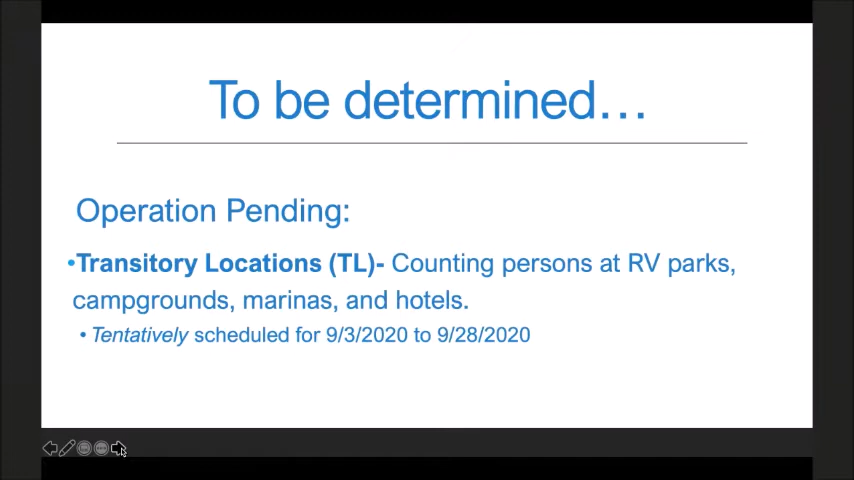 To be determined…
Operation Pending:
•Transitory Locations (TL)- Counting persons at RV parks,
campgrounds, marinas, and hotels.
• Tentatively scheduled for 9/3/2020 to 9/28/2020